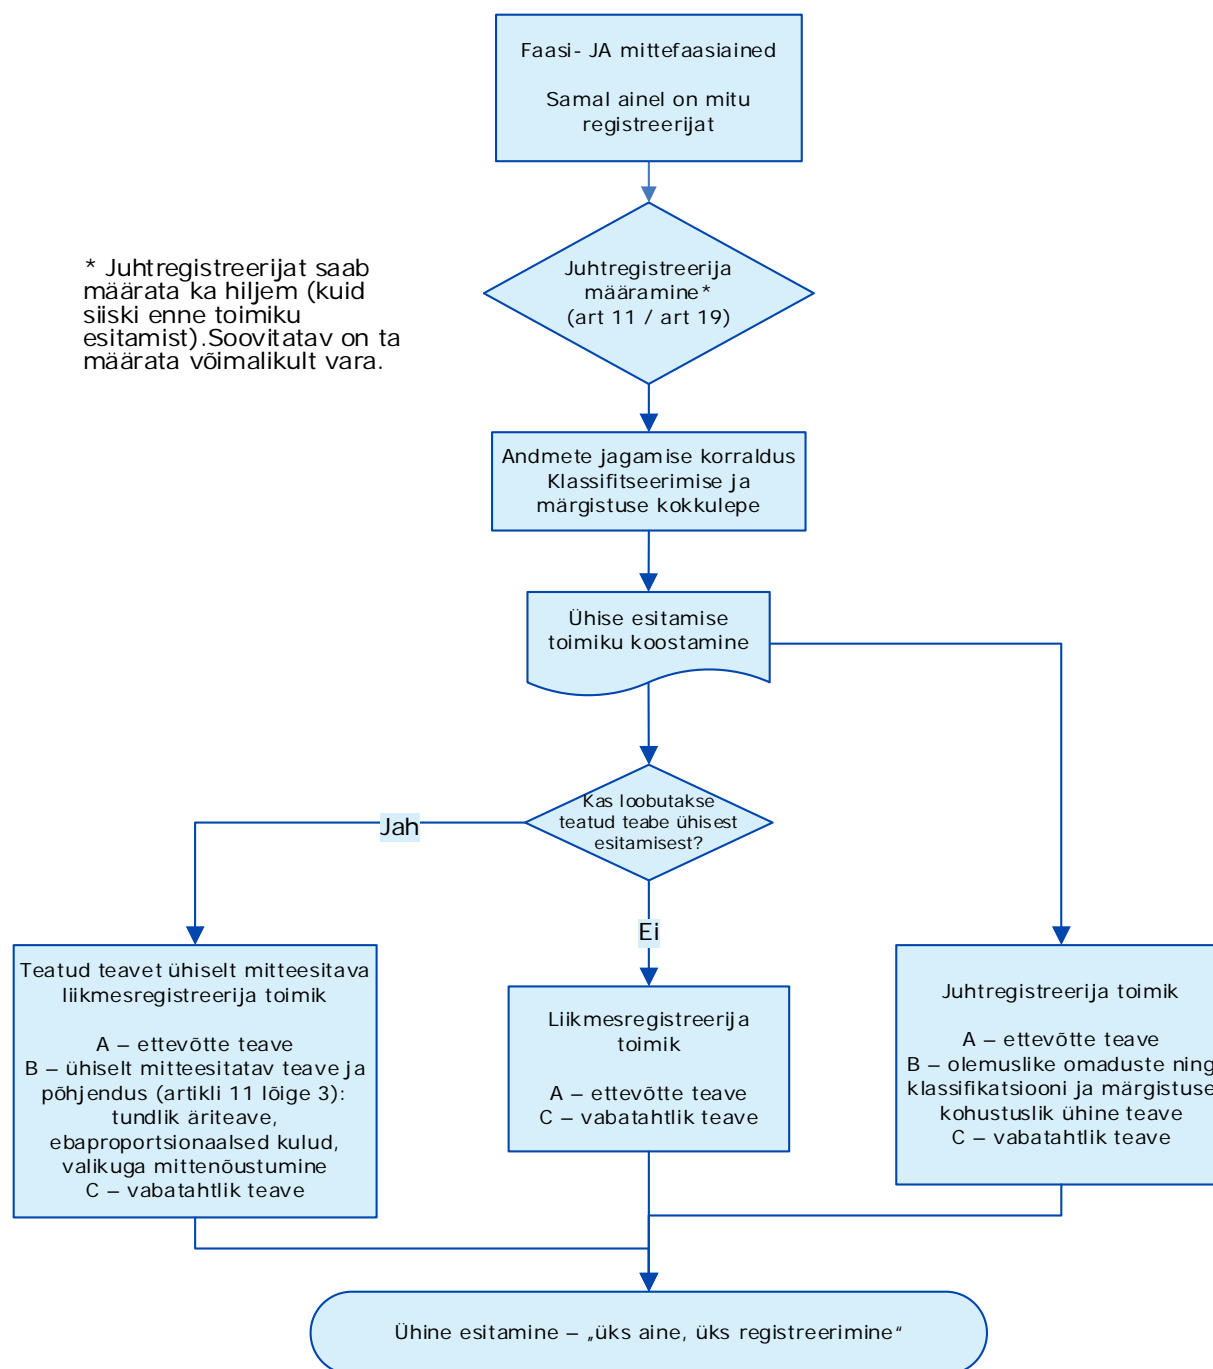 Faasi- JA mittefaasiained
Samal ainel on mitu
registreerijat
* Juhtregistreerijat saab
määrata ka hiljem (kuid
siiski enne toimiku
esitamist).Soovitatav on ta
määrata võimalikult vara.
Juhtregistreerija
määramine*
(art 11 / art 19)
Andmete jagamise korraldus
Klassifitseerimise ja
märgistuse kokkulepe
Ühise esitamise
toimiku koostamine
Kas loobutakse
teatud teabe ühisest
esitamisest?
Jah
Ei
Teatud teavet ühiselt mitteesitava
liikmesregistreerija toimik
A – ettevõtte teave
B – ühiselt mitteesitatav teave ja
põhjendus (artikli 11 lõige 3):
tundlik äriteave,
ebaproportsionaalsed kulud,
valikuga mittenõustumine
C – vabatahtlik teave
Liikmesregistreerija
toimik
A – ettevõtte teave
C – vabatahtlik teave
Juhtregistreerija toimik
A – ettevõtte teave
B – olemuslike omaduste ning
klassifikatsiooni ja märgistuse
kohustuslik ühine teave
C – vabatahtlik teave
Ühine esitamine – „üks aine, üks registreerimine“